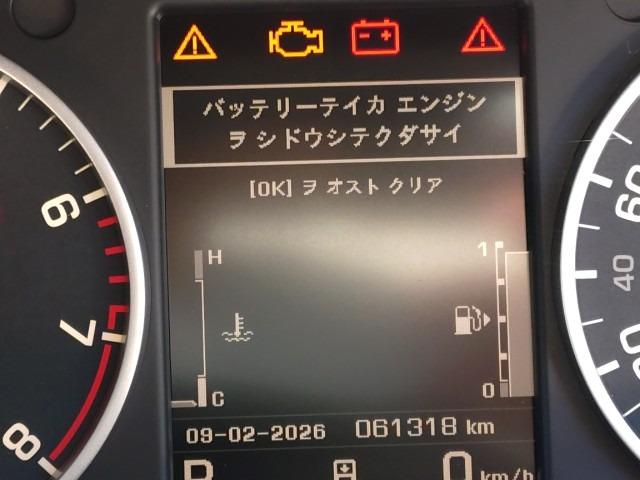 バッテリーテイカ エンジン
ヲ シドウシテクダサイ
[OK] ヲ オスト クリア
H
1
6
60
40
7
C
0
09-02-2026
061318 km
8
P
0 km/h